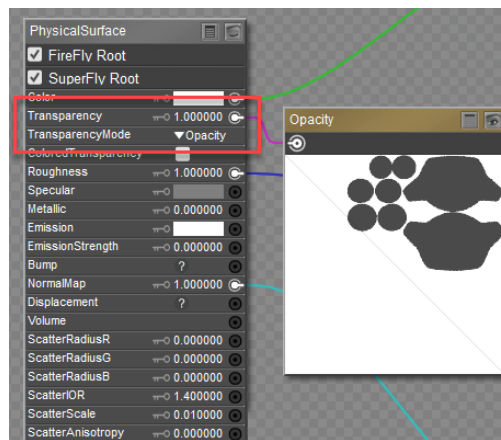 PhysicalSurface
FireFly Root
SuperFly Root
Color
Transparency 1.000000
TransparencyMode ▼Opacity
ColoredTransparency
Roughness 1.000000
Specular
Metallic 0.000000
Emission
EmissionStrength 0.000000
Bump ?
NormalMap 1.000000
Displacement ?
Volume
ScatterRadiusR 0.000000
ScatterRadiusG 0.000000
ScatterRadiusB 0.000000
ScatterIOR 1.400000
ScatterScale 0.010000
ScatterAnisotropy 0.000000
Opacity